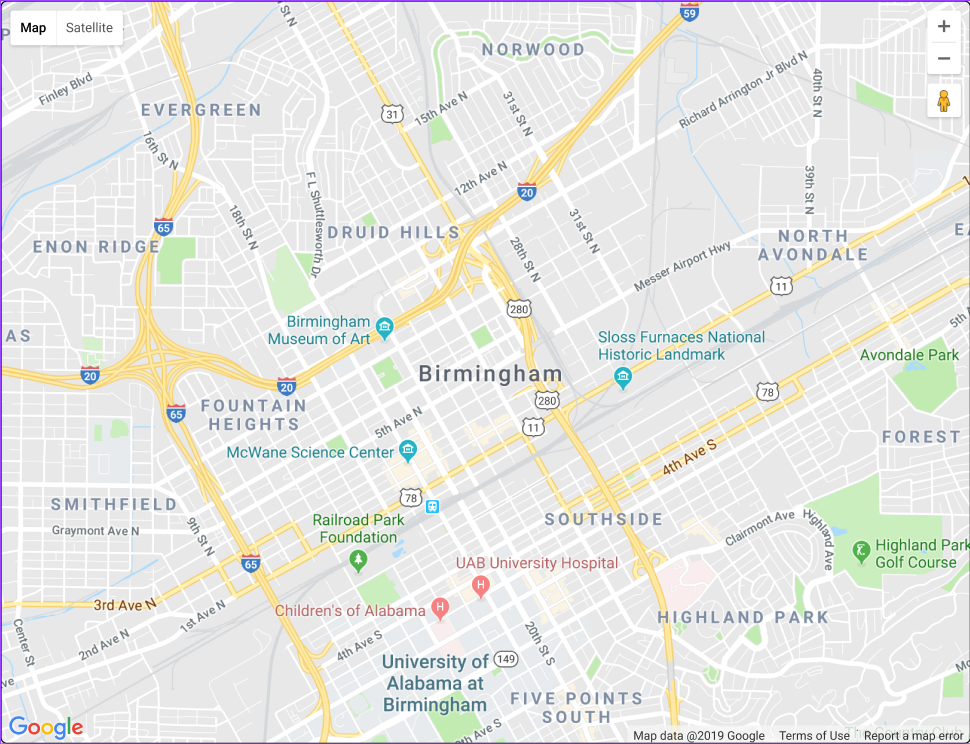 Map
Satellite
59
NORWOOD
Finley Blvd
EVERGREEN
31
15th Ave N
31st St N
Richard Arrington Jr Blvd N
40th St N
16th St N
12th Ave N
20
39th St N
F L Shuttlesworth Dr
18th St N
65
DRUID HILLS
31st St N
28th St N
ENON RIDGE
NORTH
AVONDALE
Messer Airport Hwy
11
280
Birmingham
Museum of Art
Sloss Furnaces National
Historic Landmark
5th
AS
Avondale Park
20
Birmingham
20
78
280
65
FOUNTAIN
HEIGHTS
5th Ave N
11
FOREST
McWane Science Center
4th Ave S
78
SMITHFIELD
Railroad Park
Foundation
SOUTHSIDE
Graymont Ave N
9th St N
Clairmont Ave
Highland Ave
Highland Park
Golf Course
65
UAB University Hospital
3rd Ave N
1st Ave N
Children's of Alabama
HIGHLAND PARK
2nd Ave N
Center St
4th Ave S
20th St S
149
University of
Alabama at
Birmingham
FIVE POINTS
SOUTH
Google
Map data @2019 Google
Terms of Use
Report a map error